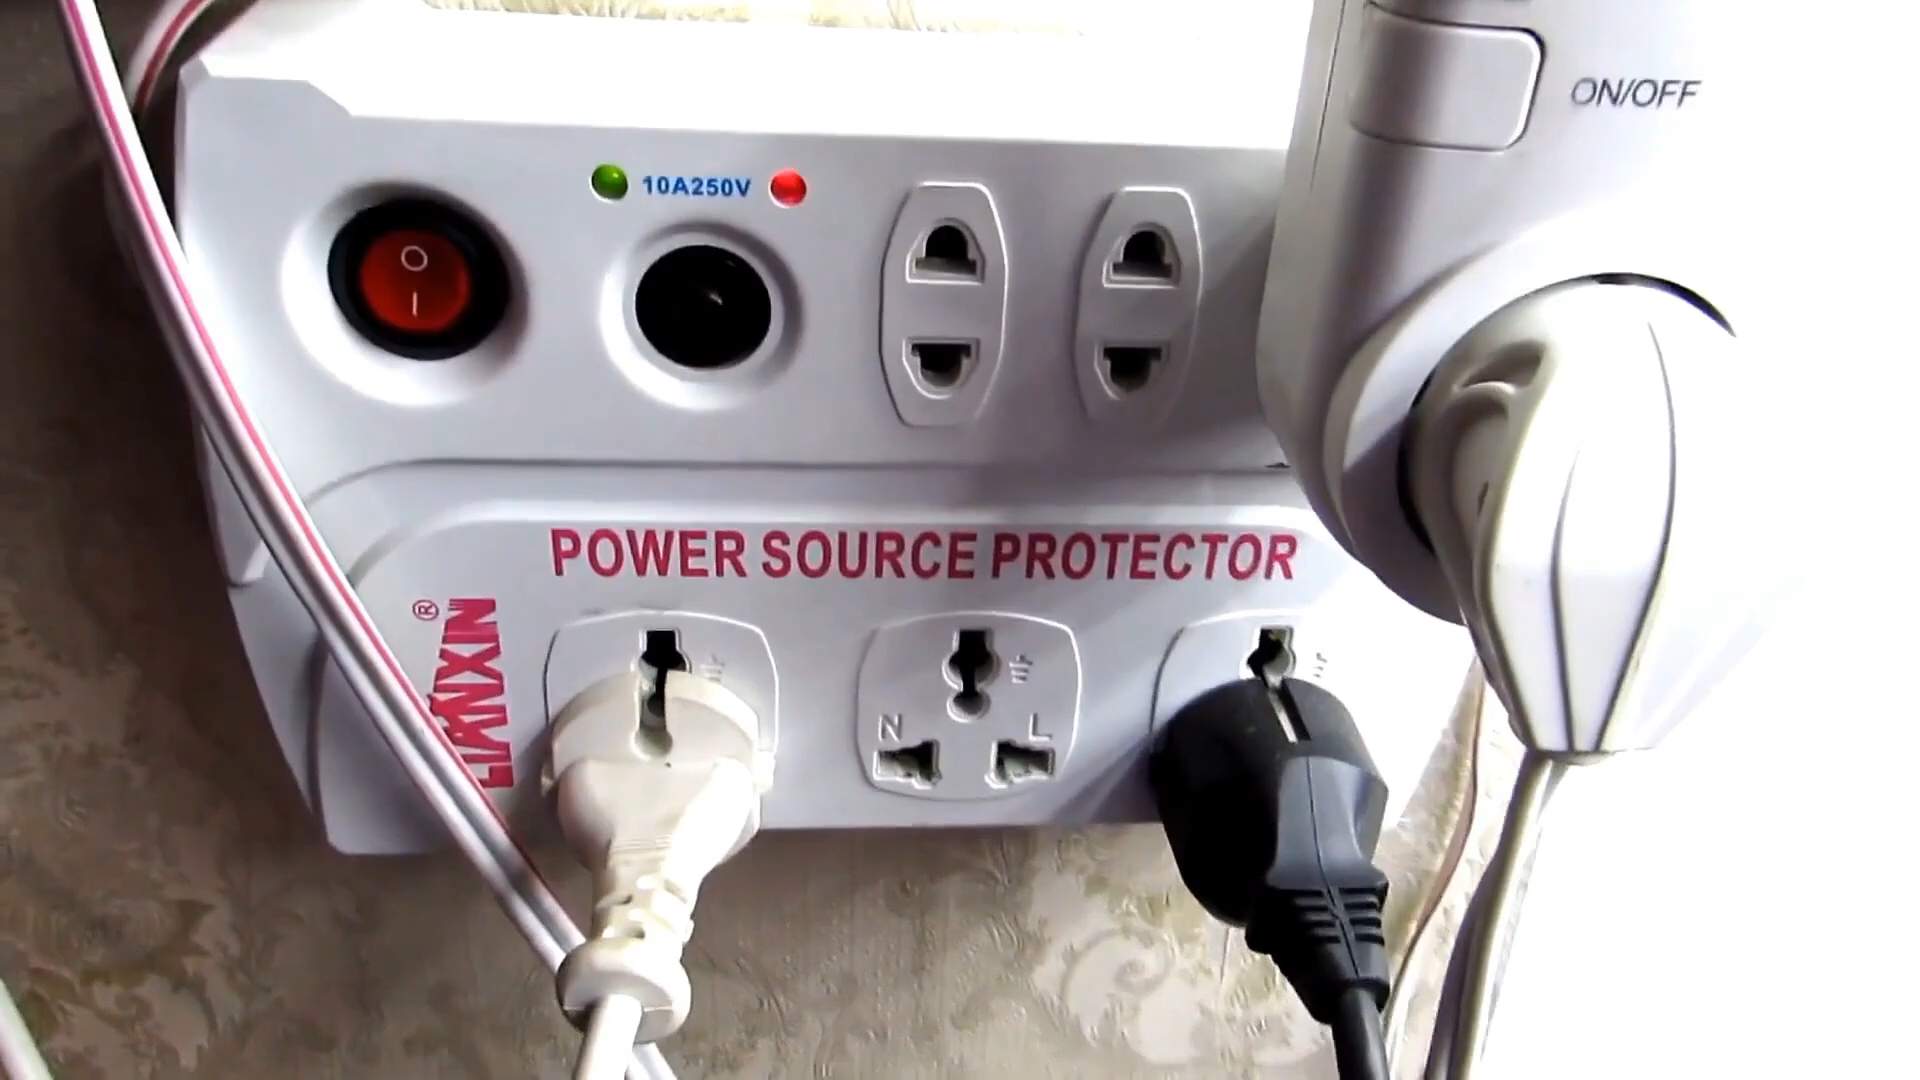 ON/OFF
10A250V
O
I
POWER SOURCE PROTECTOR
LIANXIN®
N L